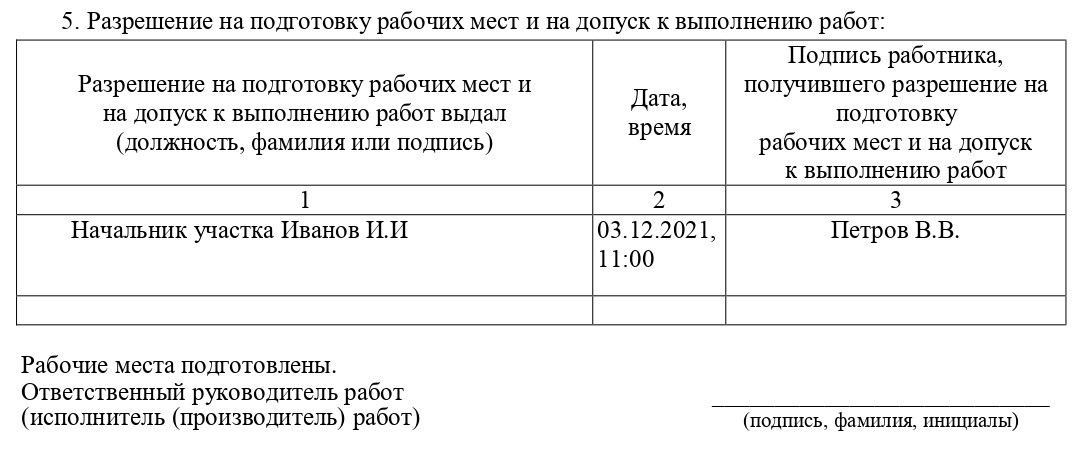 5. Разрешение на подготовку рабочих мест и на допуск к выполнению работ:
Разрешение на подготовку рабочих мест и
на допуск к выполнению работ выдал
(должность, фамилия или подпись)
Дата,
время
Подпись работника,
получившего разрешение на
подготовку
рабочих мест и на допуск
к выполнению работ
1
2
3
Начальник участка Иванов И.И
03.12.2021,
11:00
Петров В.В.
Рабочие места подготовлены.
Ответственный руководитель работ
(исполнитель (производитель) работ)
(подпись, фамилия, инициалы)